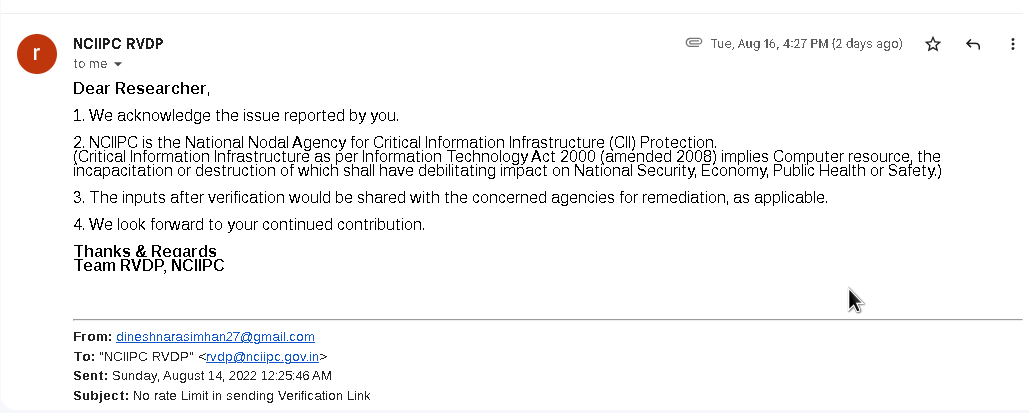 r
NCIIPC RVDP
Tue, Aug 16, 4:27 PM (2 days ago)
to me
Dear Researcher,
1. We acknowledge the issue reported by you.
2. NCIIPC is the National Nodal Agency for Critical Information Infrastructure (CII) Protection.
(Critical Information Infrastructure as per Information Technology Act 2000 (amended 2008) implies Computer resource, the
incapacitation or destruction of which shall have debilitating impact on National Security, Economy, Public Health or Safety.)
3. The inputs after verification would be shared with the concerned agencies for remediation, as applicable.
4. We look forward to your continued contribution.
Thanks & Regards
Team RVDP, NCIIPC
From: dineshnarasimhan27@gmail.com
To: "NCIIPC RVDP" <rvdp@nciipc.gov.in>
Sent: Sunday, August 14, 2022 12:25:46 AM
Subject: No rate Limit in sending Verification Link